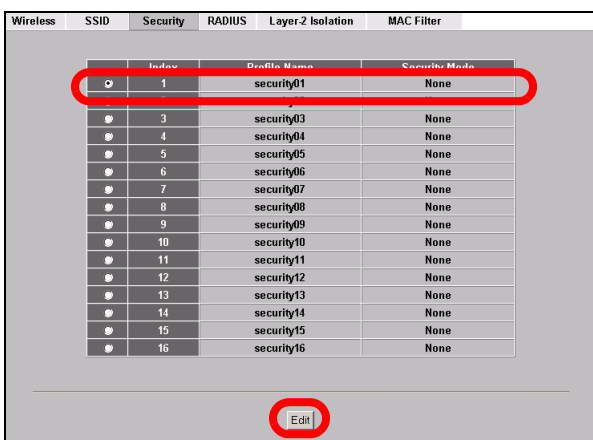 Wireless SSID Security RADIUS Layer-2 Isolation MAC Filter
Index Profile Name Security Mode
1 security01 None
3 security03 None
4 security04 None
5 security05 None
6 security06 None
7 security07 None
8 security08 None
9 security09 None
10 security10 None
11 security11 None
12 security12 None
13 security13 None
14 security14 None
15 security15 None
16 security16 None
Edit